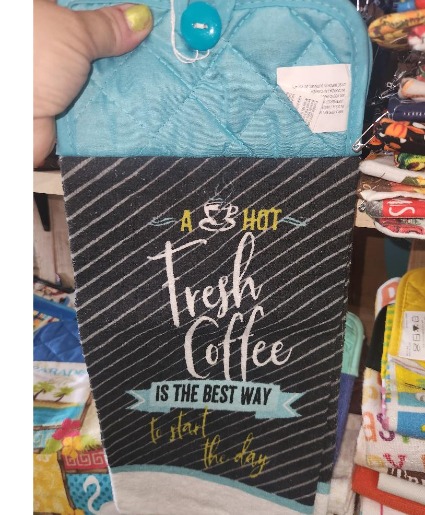 A HOT
Fresh
Coffee
IS THE BEST WAY
to start
the day